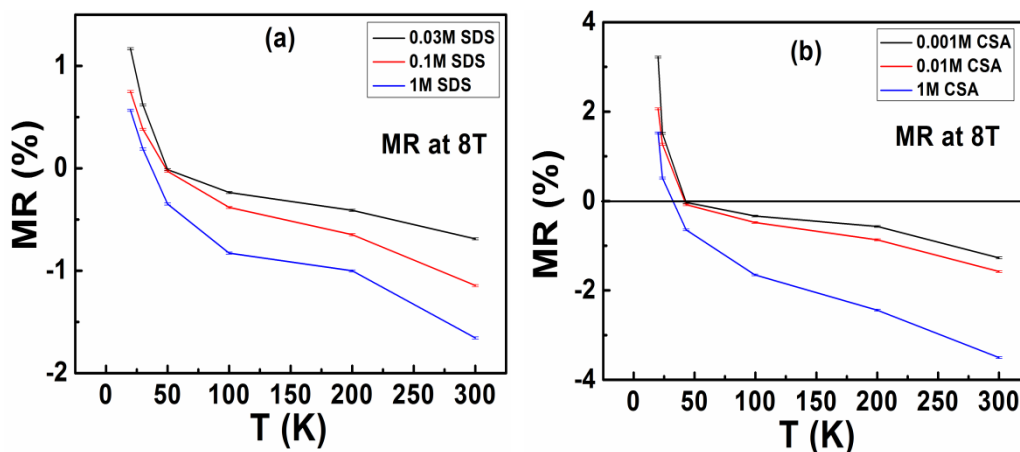 (a)
0.03M SDS
0.1M SDS
1M SDS
MR at 8T
MR (%)
1
0
-1
-2
0 50 100 150 200 250 300
T (K)
(b)
0.001M CSA
0.01M CSA
1M CSA
MR at 8T
MR (%)
4
2
0
-2
-4
0 50 100 150 200 250 300
T (K)